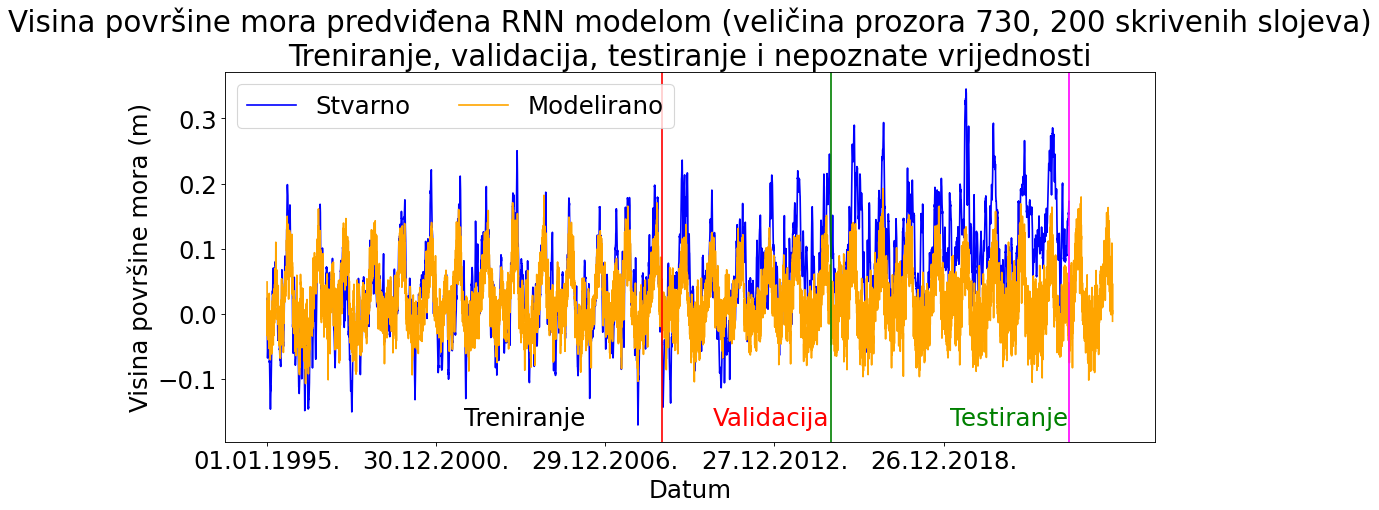 Visina površine mora predviđena RNN modelom (veličina prozora 730, 200 skrivenih slojeva)
Treniranje, validacija, testiranje i nepoznate vrijednosti
Stvarno Modelirano
Visina površine mora (m)
0.3
0.2
0.1
0.0
−0.1
Treniranje Validacija Testiranje
01.01.1995. 30.12.2000. 29.12.2006. 27.12.2012. 26.12.2018.
Datum